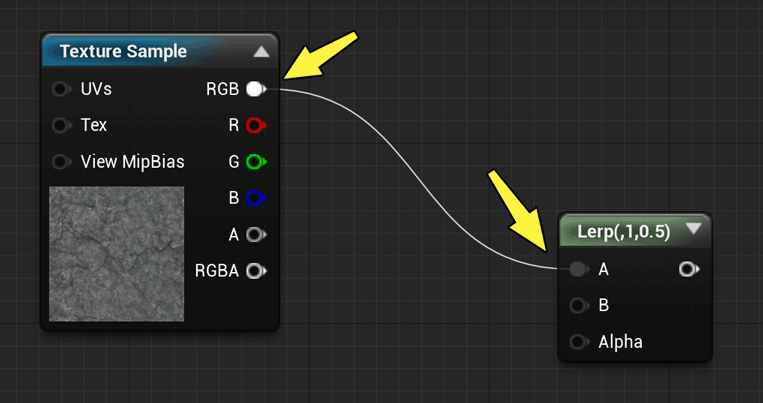 Texture Sample
UVs
RGB
Tex
R
View MipBias
G
B
A
RGBA
Lerp(,1,0.5)
A
B
Alpha